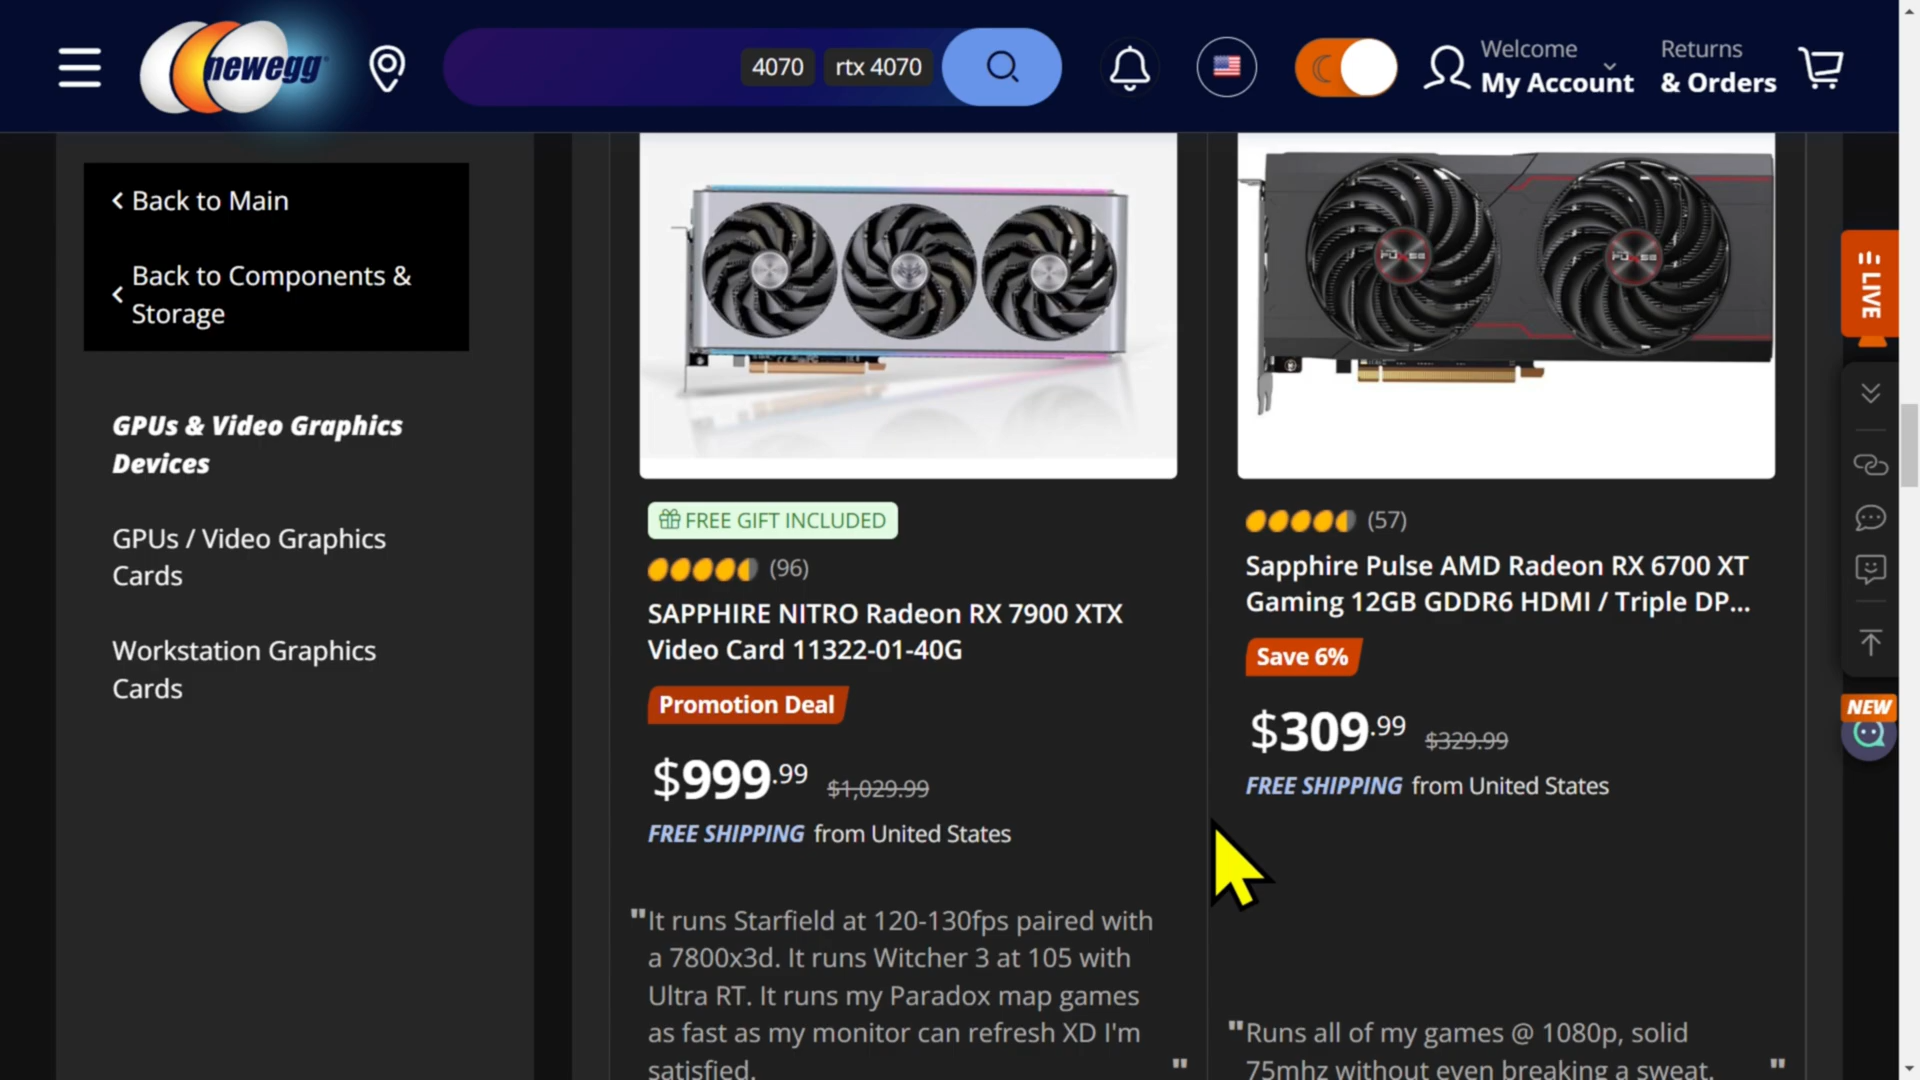 newegg
4070
rtx 4070
Welcome
My Account
Returns
& Orders
Back to Main
Back to Components &
Storage
GPUs & Video Graphics
Devices
GPUs / Video Graphics
Cards
Workstation Graphics
Cards
FREE GIFT INCLUDED
(96)
SAPPHIRE NITRO Radeon RX 7900 XTX
Video Card 11322-01-40G
Promotion Deal
$999.99 $1,029.99
FREE SHIPPING from United States
"It runs Starfield at 120-130fps paired with
a 7800x3d. It runs Witcher 3 at 105 with
Ultra RT. It runs my Paradox map games
as fast as my monitor can refresh XD I'm
satisfied. "
PULSE PULSE
(57)
Sapphire Pulse AMD Radeon RX 6700 XT
Gaming 12GB GDDR6 HDMI / Triple DP...
Save 6%
$309.99 $329.99
FREE SHIPPING from United States
"Runs all of my games @ 1080p, solid
75mhz without even breaking a sweat. "
LIVE
NEW